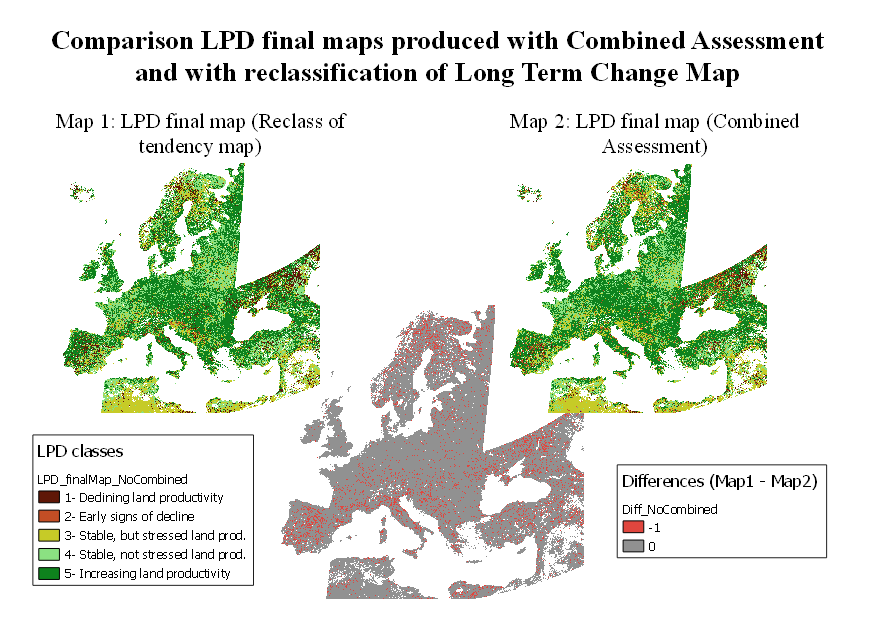 Comparison LPD final maps produced with Combined Assessment
and with reclassification of Long Term Change Map
Map 1: LPD final map (Reclass of
tendency map)
Map 2: LPD final map (Combined
Assessment)
LPD classes
LPD_finalMap_NoCombined
1- Declining land productivity
2- Early signs of decline
3- Stable, but stressed land prod.
4- Stable, not stressed land prod.
5- Increasing land productivity
Differences (Map1 - Map2)
Diff_NoCombined
-1
0